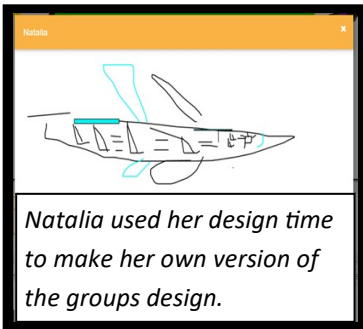 Natalia
x
Natalia used her design time
to make her own version of
the groups design.